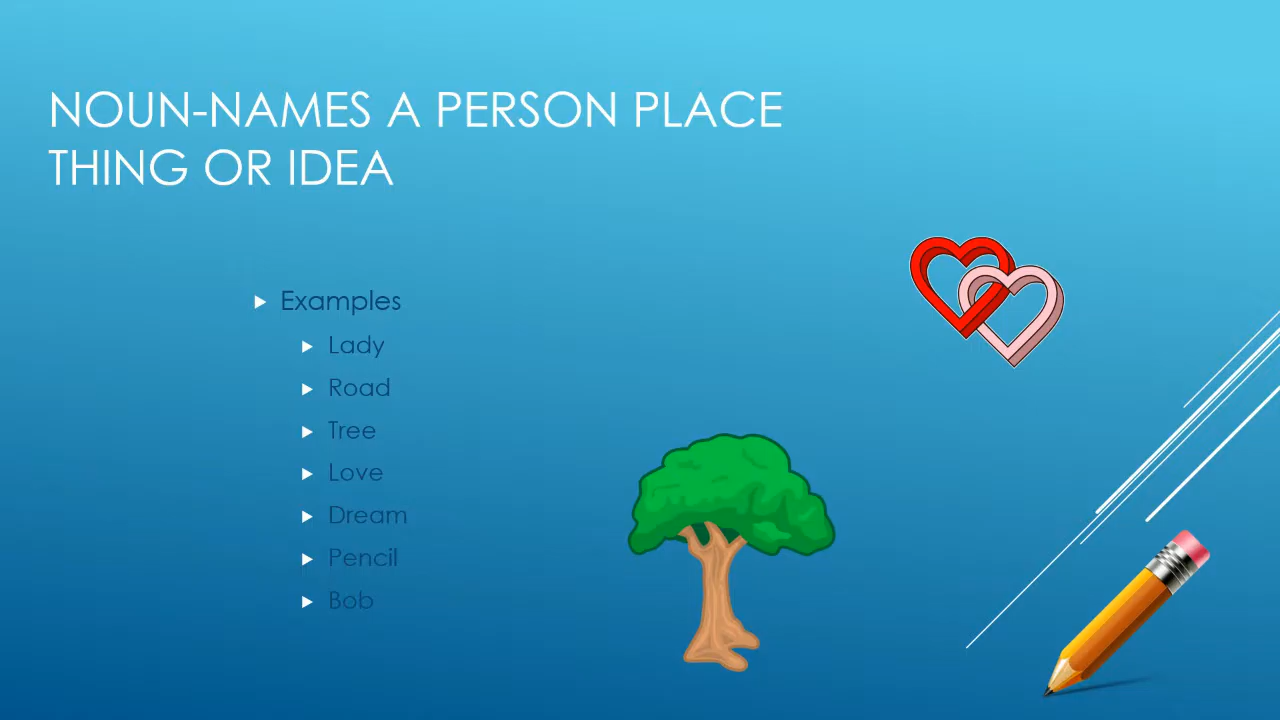 NOUN-NAMES A PERSON PLACE
THING OR IDEA
Examples
Lady
Road
Tree
Love
Dream
Pencil
Bob